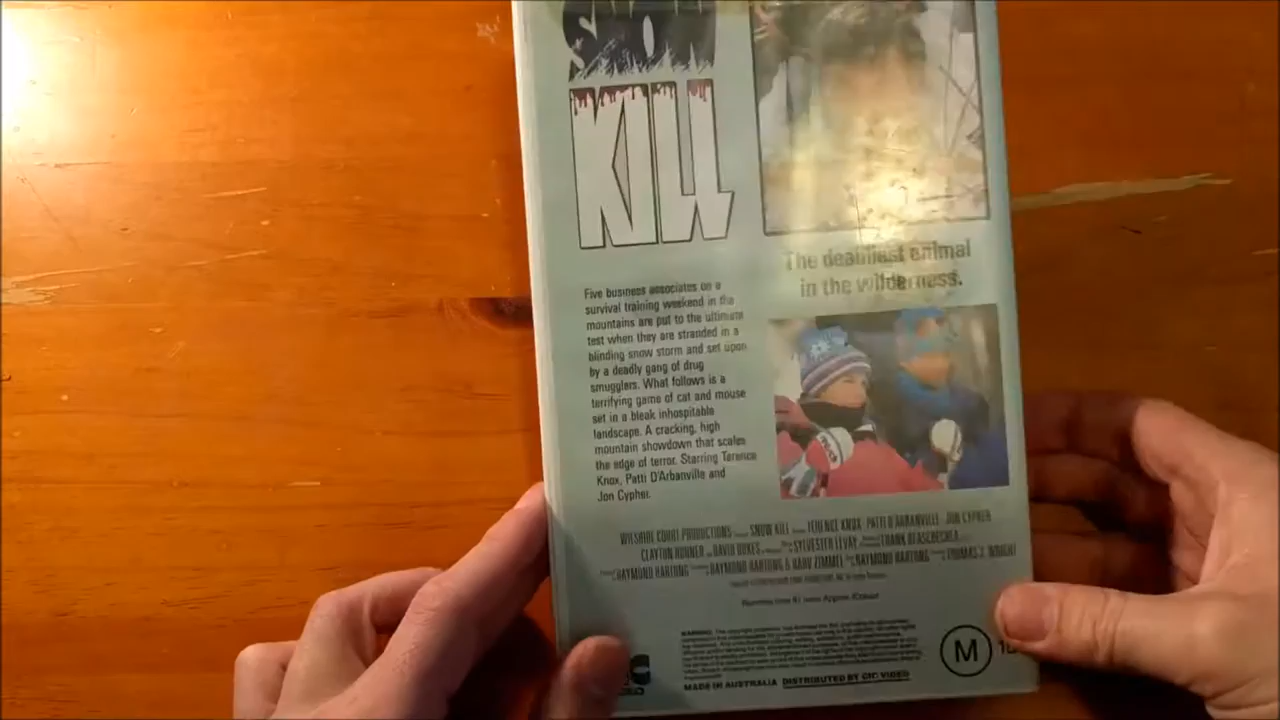 SNOW
KILL
The deadliest animal
in the wilderness.
Five business associates on a
survival training weekend in the
mountains are put to the ultimate
test when they are stranded in a
blinding snow storm and set upon
by a deadly gang of drug
smugglers. What follows is a
terrifying game of cat and mouse
set in a bleak inhospitable
landscape. A cracking, high
mountain showdown that scales
the edge of terror. Starring Terence
Knox, Patti D'Arbanville and
Jon Cypher.
WILSHIRE COURT PRODUCTIONS SNOW KILL TERENCE KNOX PATTI D'ARBANVILLE JON CYPHER
CLAYTON ROHNER DAVID DUKES SYLVESTER LEVAY FRANK
RAYMOND HARTUNG RAYMOND HARTUNG & HARV ZIMMEL RAYMOND HARTUNG THOMAS J. WRIGHT
MADE IN AUSTRALIA DISTRIBUTED BY CIC VIDEO
M